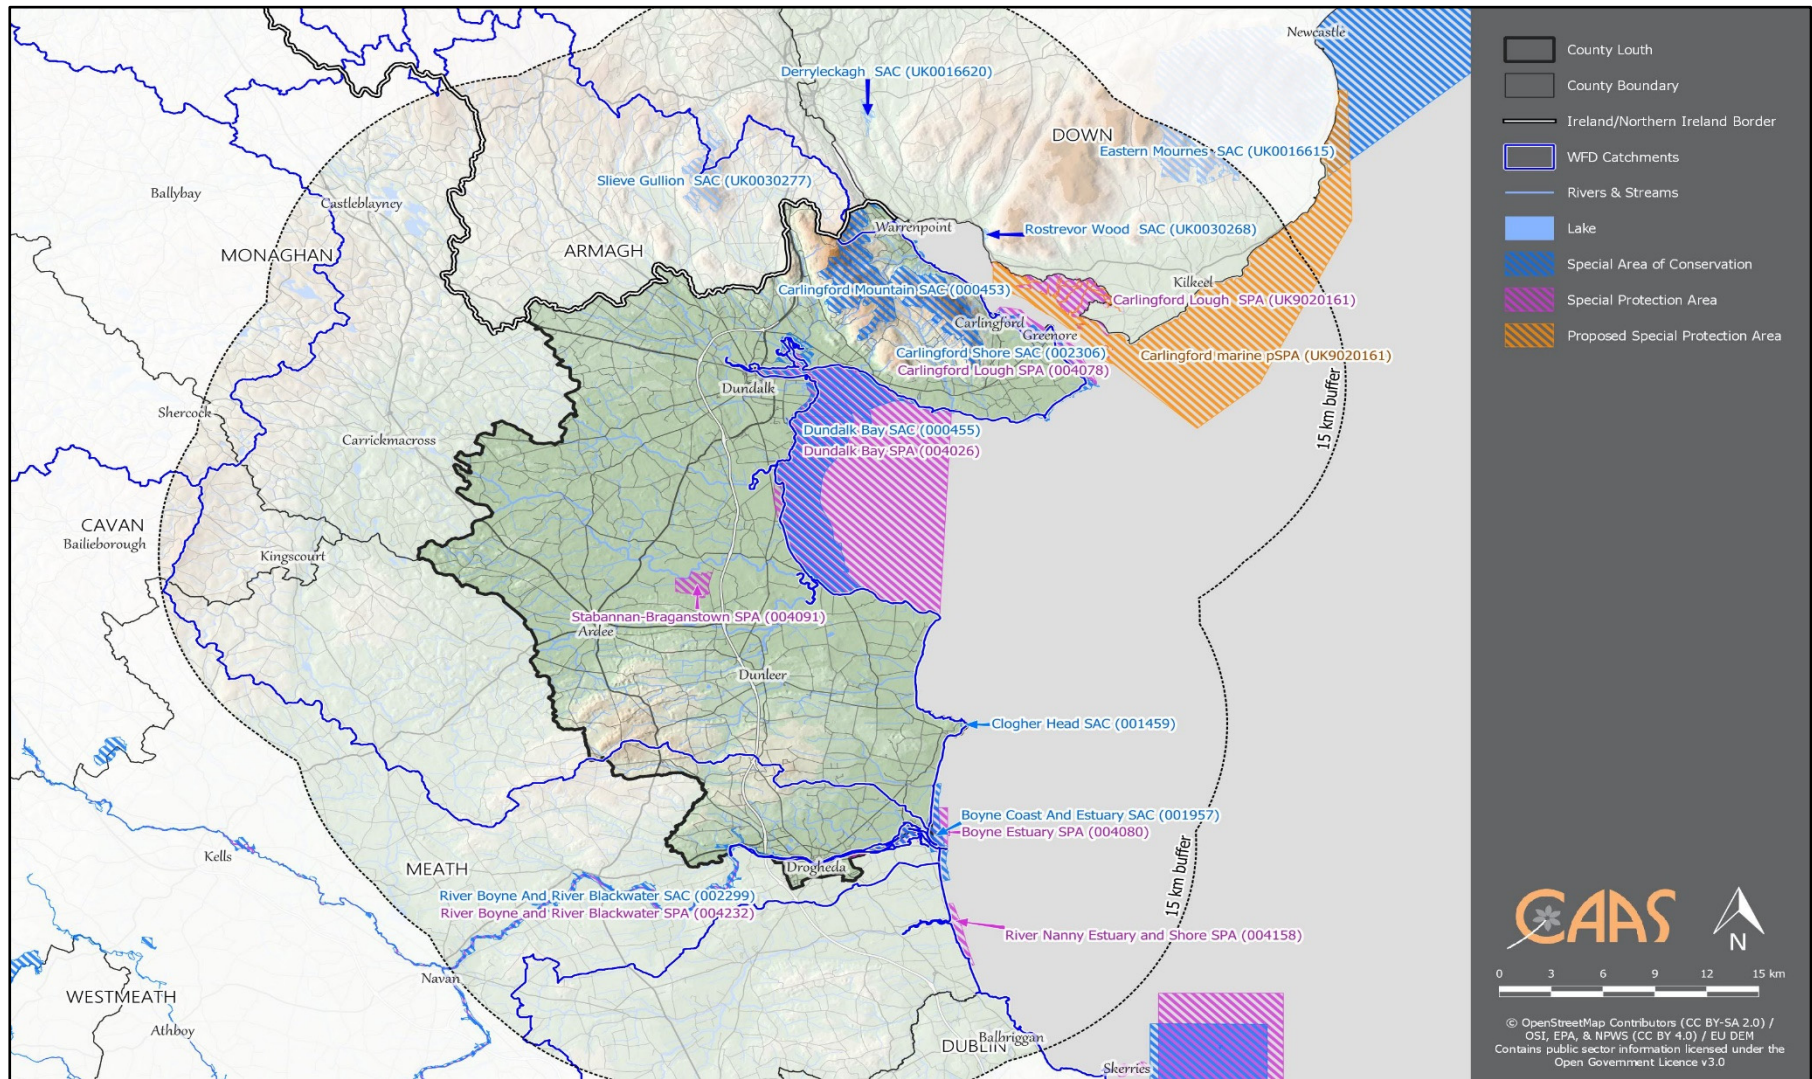 Newcastle
Derryleckagh SAC (UK0016620)
DOWN
Eastern Mournes SAC (UK0016615)
Slieve Gullion SAC (UK0030277)
Ballybay
Castleblayney
Warrenpoint
Rostrevor Wood SAC (UK0030268)
MONAGHAN
ARMAGH
Kilkeel
Carlingford Mountain SAC (000453)
Carlingford Lough SPA (UK9020161)
Carlingford
Greenore
Carlingford Shore SAC (002306)
Carlingford marine pSPA (UK9020161)
Carlingford Lough SPA (004078)
Dundalk
15 km buffer
Shercock
Carrickmacross
Dundalk Bay SAC (000455)
Dundalk Bay SPA (004026)
CAVAN
Bailieborough
Kingscourt
Stabannan-Braganstown SPA (004091)
Ardee
Dunleer
Clogher Head SAC (001459)
Boyne Coast And Estuary SAC (001957)
Boyne Estuary SPA (004080)
Kells
MEATH
Drogheda
15 km buffer
River Boyne And River Blackwater SAC (002299)
River Boyne and River Blackwater SPA (004232)
River Nanny Estuary and Shore SPA (004158)
Navan
WESTMEATH
Athboy
Balbriggan
DUBLIN
Skerries
County Louth
County Boundary
Ireland/Northern Ireland Border
WFD Catchments
Rivers & Streams
Lake
Special Area of Conservation
Special Protection Area
Proposed Special Protection Area
CAAS
N
0 3 6 9 12 15 km
© OpenStreetMap Contributors (CC BY-SA 2.0) /
OSI, EPA, & NPWS (CC BY 4.0) / EU DEM
Contains public sector information licensed under the
Open Government Licence v3.0